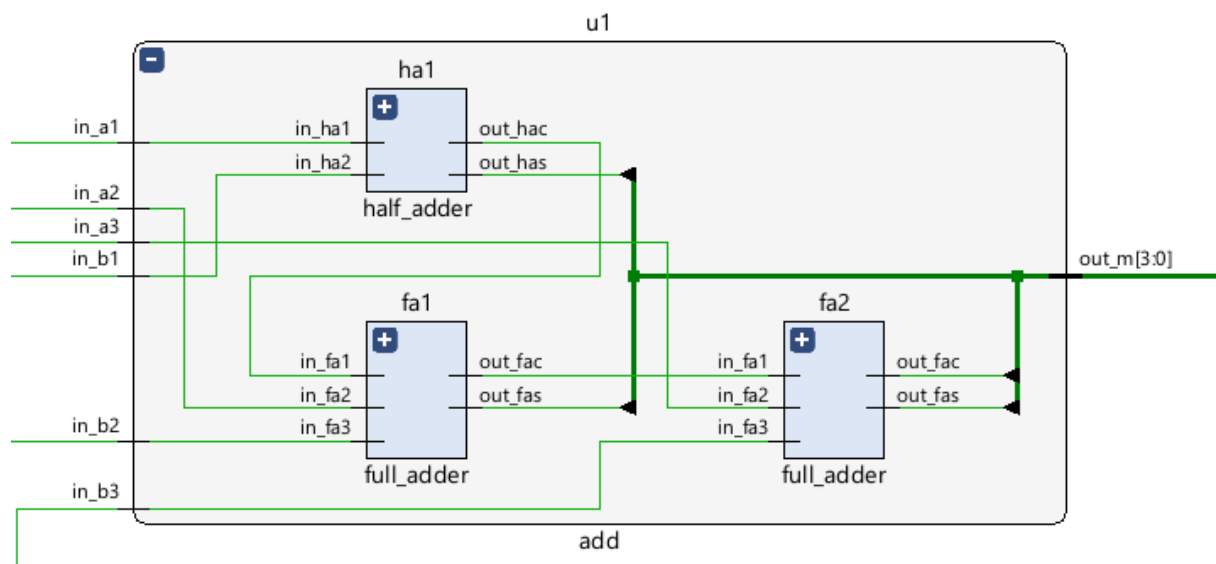 u1
ha1
in_a1
in_ha1
out_hac
in_ha2
out_has
in_a2
half_adder
in_a3
in_b1
out_m[3:0]
fa1
fa2
in_fa1
out_fac
in_fa1
out_fac
in_fa2
out_fas
in_fa2
out_fas
in_b2
in_fa3
in_fa3
full_adder
full_adder
in_b3
add